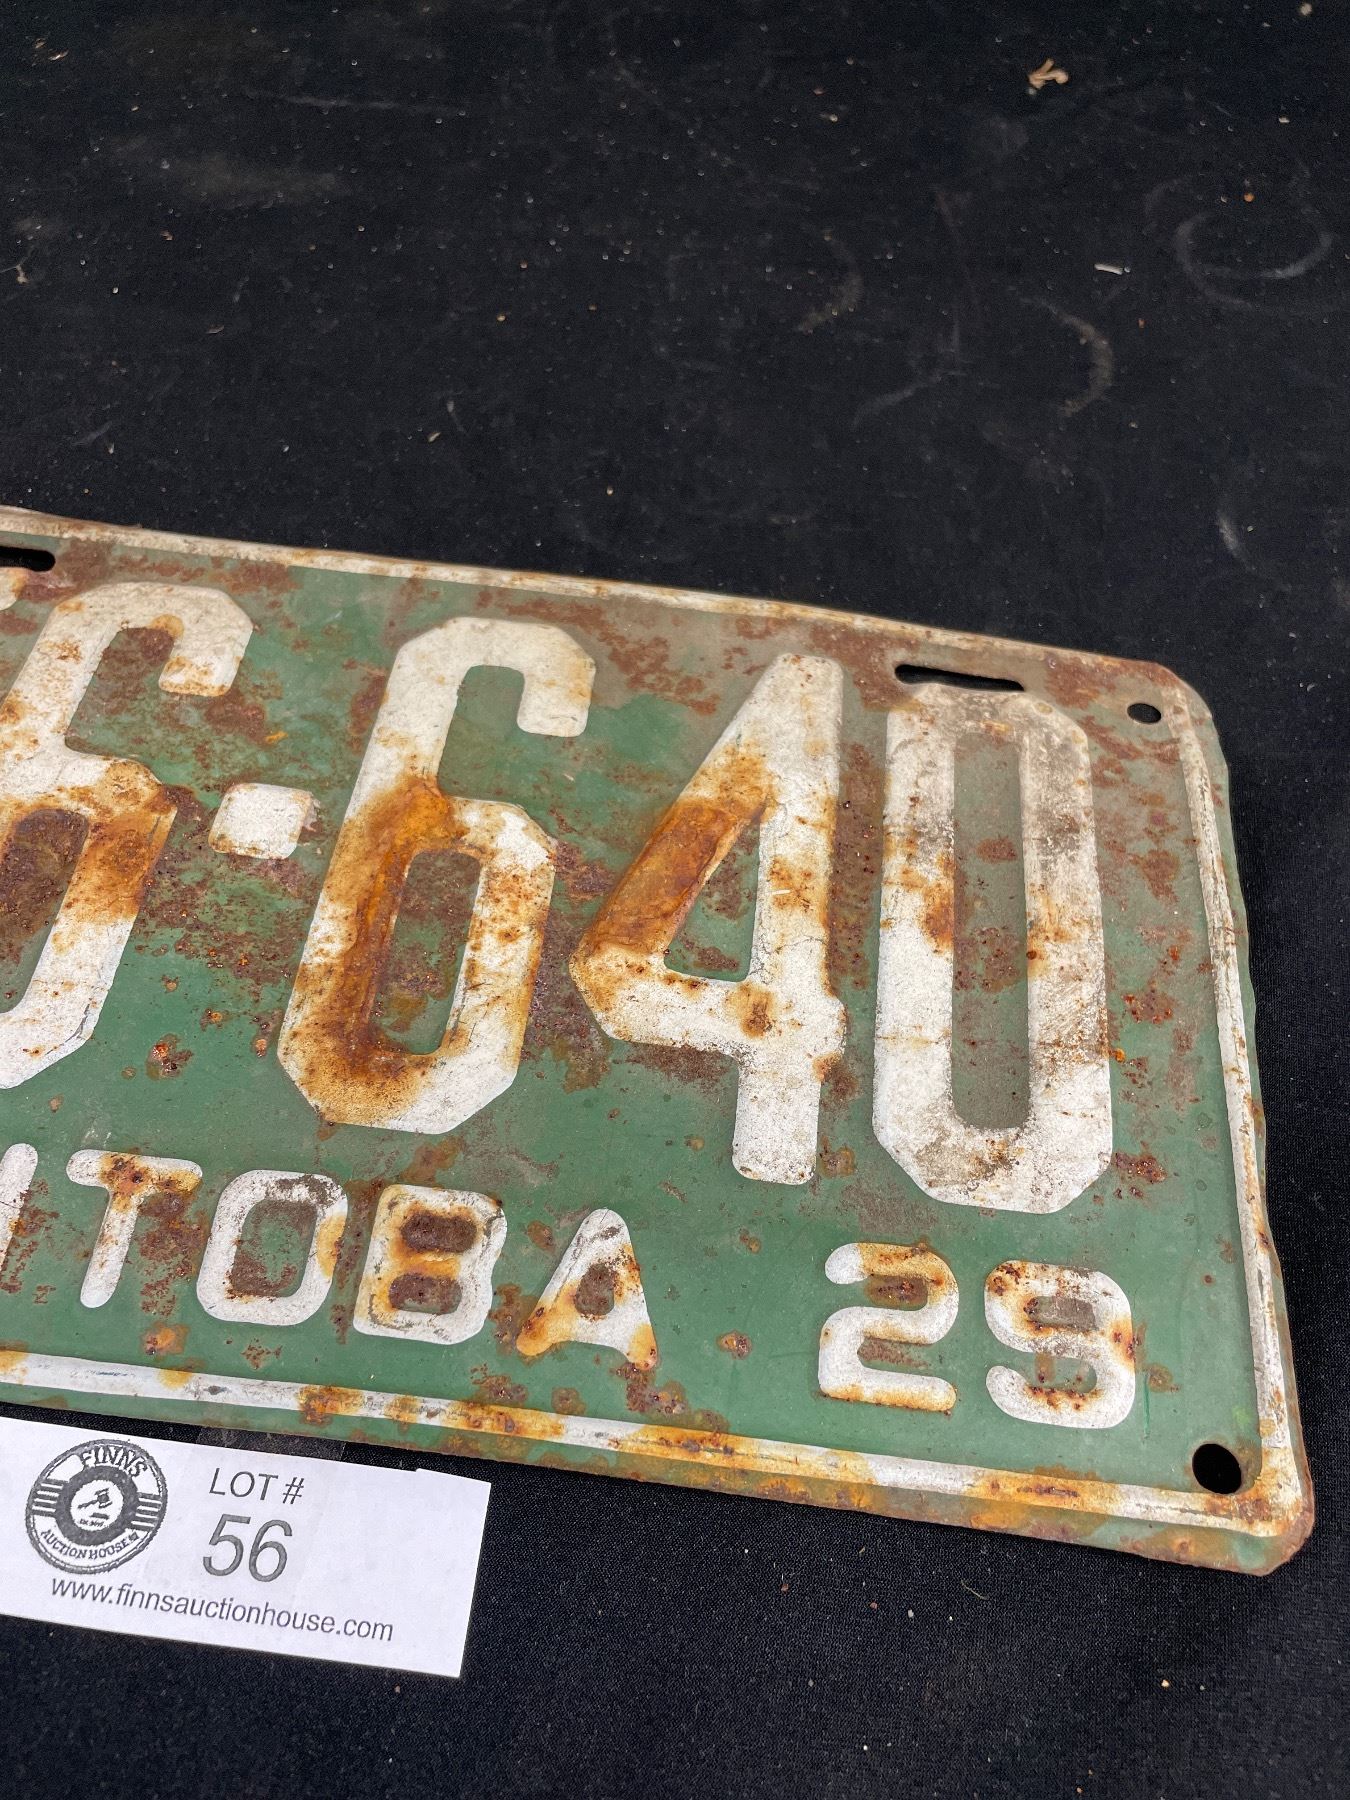 6-640
ITOBA 29
FINNS
AUCTION HOUSE
LOT #
56
www.finnsauctionhouse.com